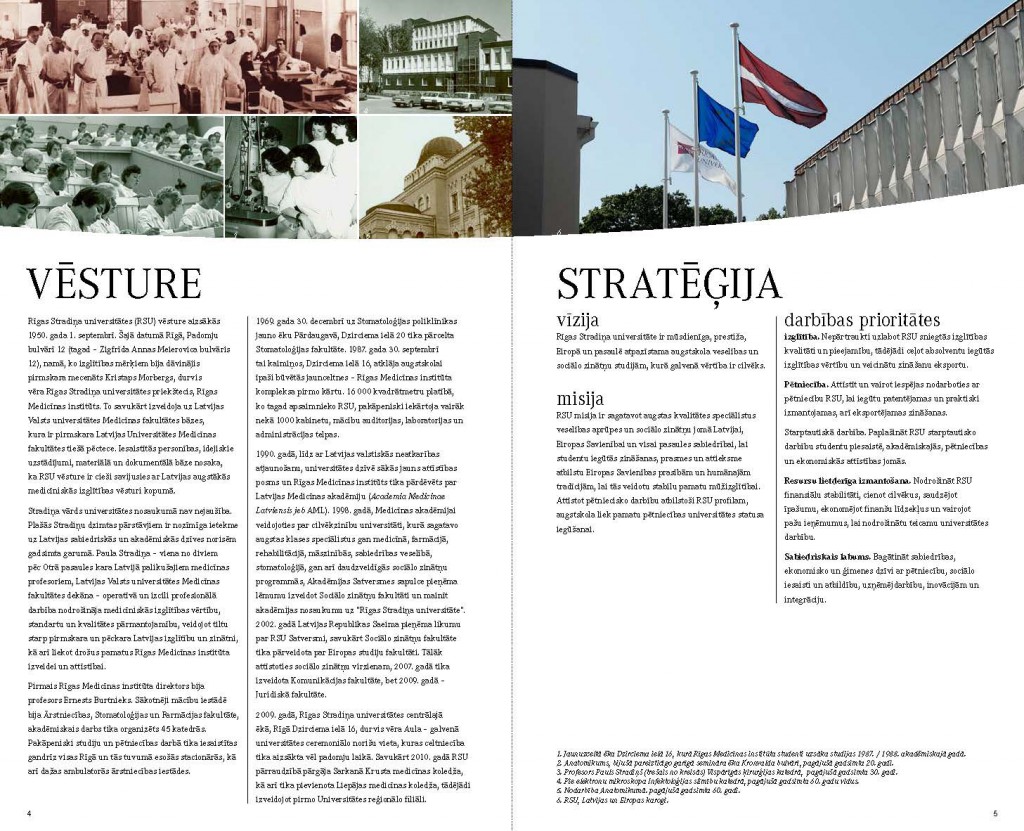 VĒSTURE
Rīgas Stradiņa universitātes (RSU) vēsture aizsākās
1950. gada 1. septembrī. Šajā datumā Rīgā, Padomju
bulvārī 12 (tagad – Zigfrīda Annas Meierovica bulvāris
12), namā, ko izglītības mērķiem bija dāvinājis
pirmskara mecenāts Kristaps Morbergs, durvis
vēra Rīgas Stradiņa universitātes priekštecis, Rīgas
Medicīnas institūts. To savukārt izveidoja uz Latvijas
Valsts universitātes Medicīnas fakultātes bāzes,
kura ir pirmskara Latvijas Universitātes Medicīnas
fakultātes tiešā pēctece. Iesaistītās personības, idejiskie
uzstādījumi, materiālā un dokumentālā bāze nosaka,
ka RSU vēsture ir cieši savijusies ar Latvijas augstākās
medicīniskās izglītības vēsturi kopumā.
Stradiņa vārds universitātes nosaukumā nav nejaušība.
Plašās Stradiņu dzimtas pārstāvjiem ir nozīmīga ietekme
uz Latvijas sabiedriskās un akadēmiskās dzīves norisēm
gadsimta garumā. Paula Stradiņa – viena no diviem
pēc Otrā pasaules kara Latvijā palikušajiem medicīnas
profesoriem, Latvijas Valsts universitātes Medicīnas
fakultātes dekāna – operatīvā un izcili profesionālā
darbība nodrošināja medicīniskās izglītības vērtību,
standartu un kvalitātes pārmantojamību, veidojot tiltu
starp pirmskara un pēckara Latvijas izglītību un zinātni,
kā arī liekot drošus pamatus Rīgas Medicīnas institūta
izveidei un attīstībai.
Pirmais Rīgas Medicīnas institūta direktors bija
profesors Ernests Burtnieks. Sākotnēji mācību iestādē
bija Ārstniecības, Stomatoloģijas un Farmācijas fakultāte,
akadēmiskais darbs tika organizēts 45 katedrās.
Pakāpeniski studiju un pētniecības darbā tika iesaistītas
gandrīz visas Rīgā un tās tuvumā esošās stacionārās, kā
arī dažas ambulatorās ārstniecības iestādes.
1969. gada 30. decembrī uz Stomatoloģijas poliklīnikas
jauno ēku Pārdaugavā, Dzirciema ielā 20 tika pārcelta
Stomatoloģijas fakultāte. 1987. gada 30. septembrī
tai kaimiņos, Dzirciema ielā 16, atklāja augstskolai
īpaši būvētās jaunceltnes – Rīgas Medicīnas institūta
kompleksa pirmo kārtu. 16 000 kvadrātmetru platībā,
ko tagad apsaimnieko RSU, pakāpeniski iekārtoja vairāk
nekā 1000 kabinetu, mācību auditorijas, laboratorijas un
administrācijas telpas.
1990. gadā, līdz ar Latvijas valstiskās neatkarības
atjaunošanu, universitātes dzīvē sākās jauns attīstības
posms un Rīgas Medicīnas institūts tika pārdēvēts par
Latvijas Medicīnas akadēmiju (Academia Medicinae
Latviensis jeb AML). 1998. gadā, Medicīnas akadēmijai
veidojoties par cilvēkzinību universitāti, kurā sagatavo
augstas klases speciālistus gan medicīnā, farmācijā,
rehabilitācijā, māszinībās, sabiedrības veselībā,
stomatoloģijā, gan arī daudzveidīgās sociālo zinātņu
programmās, Akadēmijas Satversmes sapulce pieņēma
lēmumu izveidot Sociālo zinātņu fakultāti un mainīt
akadēmijas nosaukumu uz "Rīgas Stradiņa universitāte".
2002. gadā Latvijas Republikas Saeima pieņēma likumu
par RSU Satversmi, savukārt Sociālo zinātņu fakultāte
tika pārveidota par Eiropas studiju fakultāti. Tālāk
attīstoties sociālo zinātņu virzienam, 2007. gadā tika
izveidota Komunikācijas fakultāte, bet 2009. gadā –
Juridiskā fakultāte.
2009. gadā, Rīgas Stradiņa universitātes centrālajā
ēkā, Rīgā Dzirciema ielā 16, durvis vēra Aula – galvenā
universitātes ceremoniālo norišu vieta, kuras celtniecība
tika aizsākta vēl padomju laikā. Savukārt 2010. gadā RSU
pārraudzībā pārgāja Sarkanā Krusta medicīnas koledža,
kā arī tika pievienota Liepājas medicīnas koledža, tādējādi
izveidojot pirmo Universitātes reģionālo filiāli.
4
STRATĒĢIJA
vīzija
Rīgas Stradiņa universitāte ir mūsdienīga, prestiža,
Eiropā un pasaulē atpazīstama augstskola veselības un
sociālo zinātņu studijām, kurā galvenā vērtība ir cilvēks.
misija
RSU misija ir sagatavot augstas kvalitātes speciālistus
veselības aprūpes un sociālo zinātņu jomā Latvijai,
Eiropas Savienībai un visai pasaules sabiedrībai, lai
studentu iegūtās zināšanas, prasmes un attieksme
atbilstu Eiropas Savienības prasībām un humānajām
tradīcijām, lai tās veidotu stabilu pamatu mūžizglītībai.
Attīstot pētniecisko darbību atbilstoši RSU profilam,
augstskola liek pamatu pētniecības universitātes statusa
iegūšanai.
darbības prioritātes
Izglītība. Nepārtraukti uzlabot RSU sniegtās izglītības
kvalitāti un pieejamību, tādējādi ceļot absolventu iegūtās
izglītības vērtību un veicinātu zināšanu eksportu.
Pētniecība. Attīstīt un vairot iespējas nodarboties ar
pētniecību RSU, lai iegūtu patentējamas un praktiski
izmantojamas, arī eksportējamas zināšanas.
Starptautiskā darbība. Paplašināt RSU starptautisko
darbību studentu piesaistē, akadēmiskajās, pētniecības
un ekonomiskās attīstības jomās.
Resursu lietderīga izmantošana. Nodrošināt RSU
finansiālu stabilitāti, cienot cilvēkus, saudzējot
īpašumu, ekonomējot finanšu līdzekļus un vairojot
pašu ieņēmumus, lai nodrošinātu teicamu universitātes
darbību.
Sabiedriskais labums. Bagātināt sabiedrības,
ekonomisko un ģimenes dzīvi ar pētniecību, sociālo
iesaisti un atbildību, uzņēmējdarbību, inovācijām un
integrāciju.
1. Jaunuzceltā ēka Dzirciema ielā 16, kurā Rīgas Medicīnas institūta studenti uzsāka studijas 1987. / 1988. akadēmiskajā gadā.
2. Anatomikums, bijušā pareizticīgo garīgā semināra ēka Kronvalda bulvārī, pagājušā gadsimta 20. gadi.
3. Profesors Pauls Stradiņš (trešais no kreisās) Vispārīgās ķirurģijas katedrā, pagājušā gadsimta 30. gadi.
4. Pie elektronu mikroskopa Infektoloģijas slimību katedrā, pagājušā gadsimta 60. gadu vidus.
5. Nodarbība Anatomikumā. pagājušā gadsimta 60. gadi.
6. RSU, Latvijas un Eiropas karogi.
5